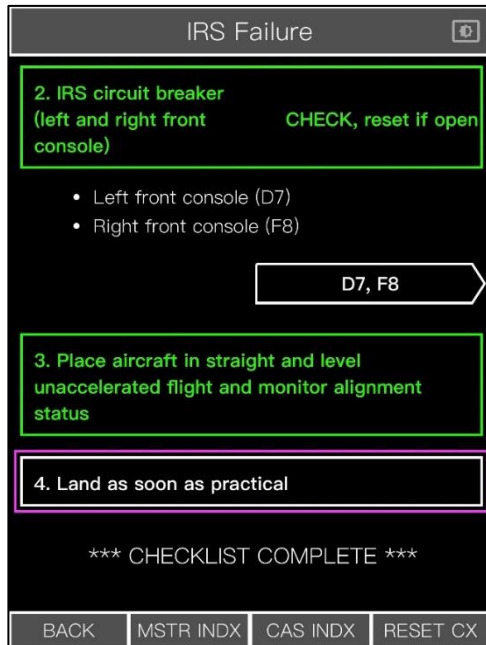 IRS Failure
2. IRS circuit breaker
(left and right front CHECK, reset if open
console)
• Left front console (D7)
• Right front console (F8)
D7, F8
3. Place aircraft in straight and level
unaccelerated flight and monitor alignment
status
4. Land as soon as practical
*** CHECKLIST COMPLETE ***
BACK MSTR INDX CAS INDX RESET CX